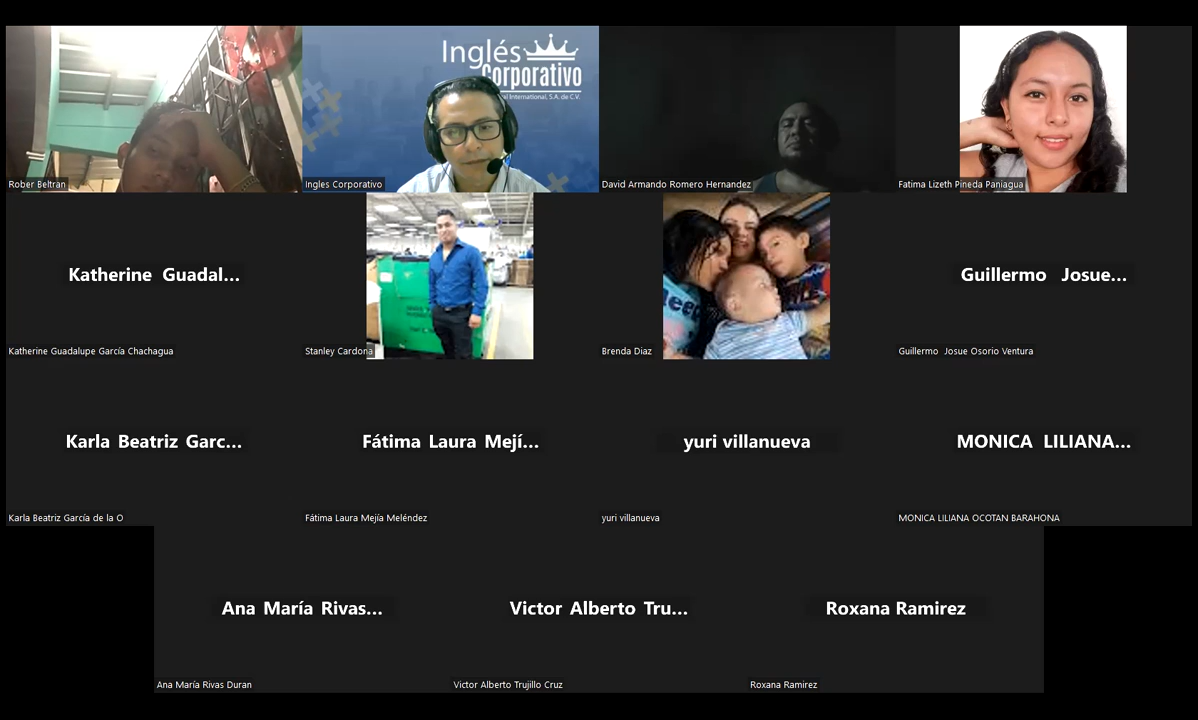 Inglés
Corporativo
al International, S.A. de C.V.
Rober Beltran
Ingles Corporativo
David Armando Romero Hernandez
Fatima Lizeth Pineda Paniagua
Katherine Guadal...
Guillermo Josue...
Katherine Guadalupe García Chachagua
Stanley Cardona
Brenda Diaz
Guillermo Josue Osorio Ventura
Karla Beatriz Garc...
Fátima Laura Mejí...
yuri villanueva
MONICA LILIANA...
Karla Beatriz García de la O
Fátima Laura Mejía Meléndez
yuri villanueva
MONICA LILIANA OCOTAN BARAHONA
Ana María Rivas...
Victor Alberto Tru...
Roxana Ramirez
Ana María Rivas Duran
Victor Alberto Trujillo Cruz
Roxana Ramirez